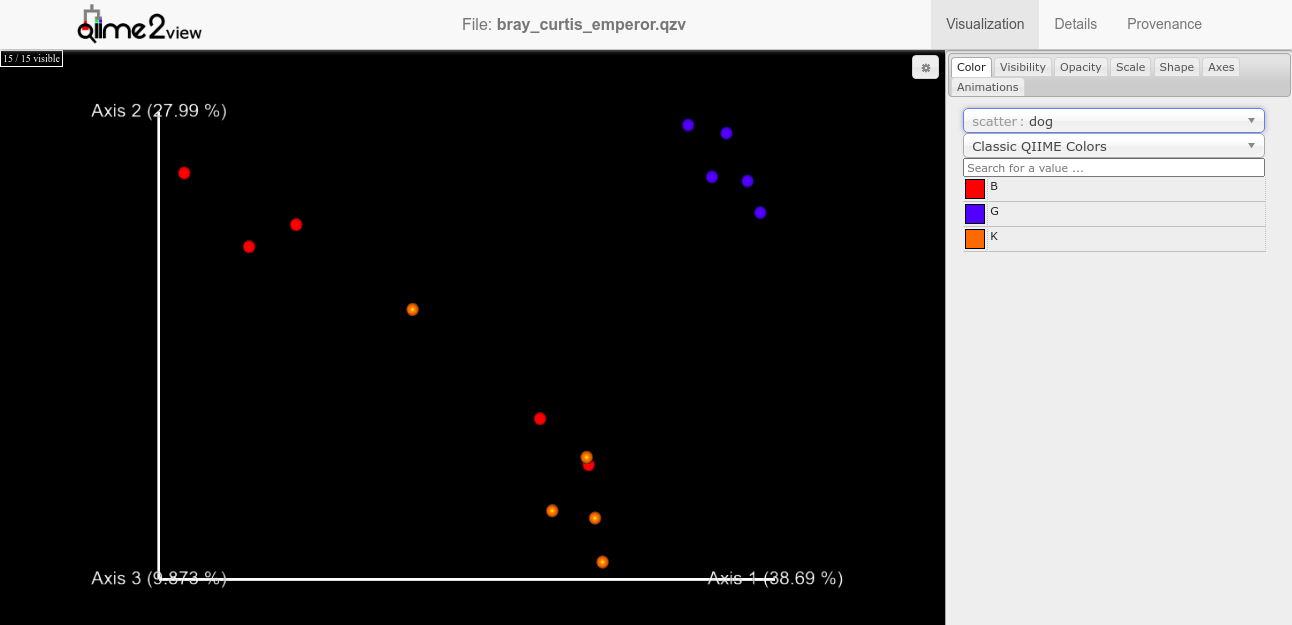 qiime2view
File: bray_curtis_emperor.qzv
Visualization
Details
Provenance
15 / 15 visible
Axis 2 (27.99 %)
Axis 3 (9.873 %)
Axis 1 (38.69 %)
Color
Visibility
Opacity
Scale
Shape
Axes
Animations
scatter : dog
Classic QIIME Colors
Search for a value ...
B
G
K